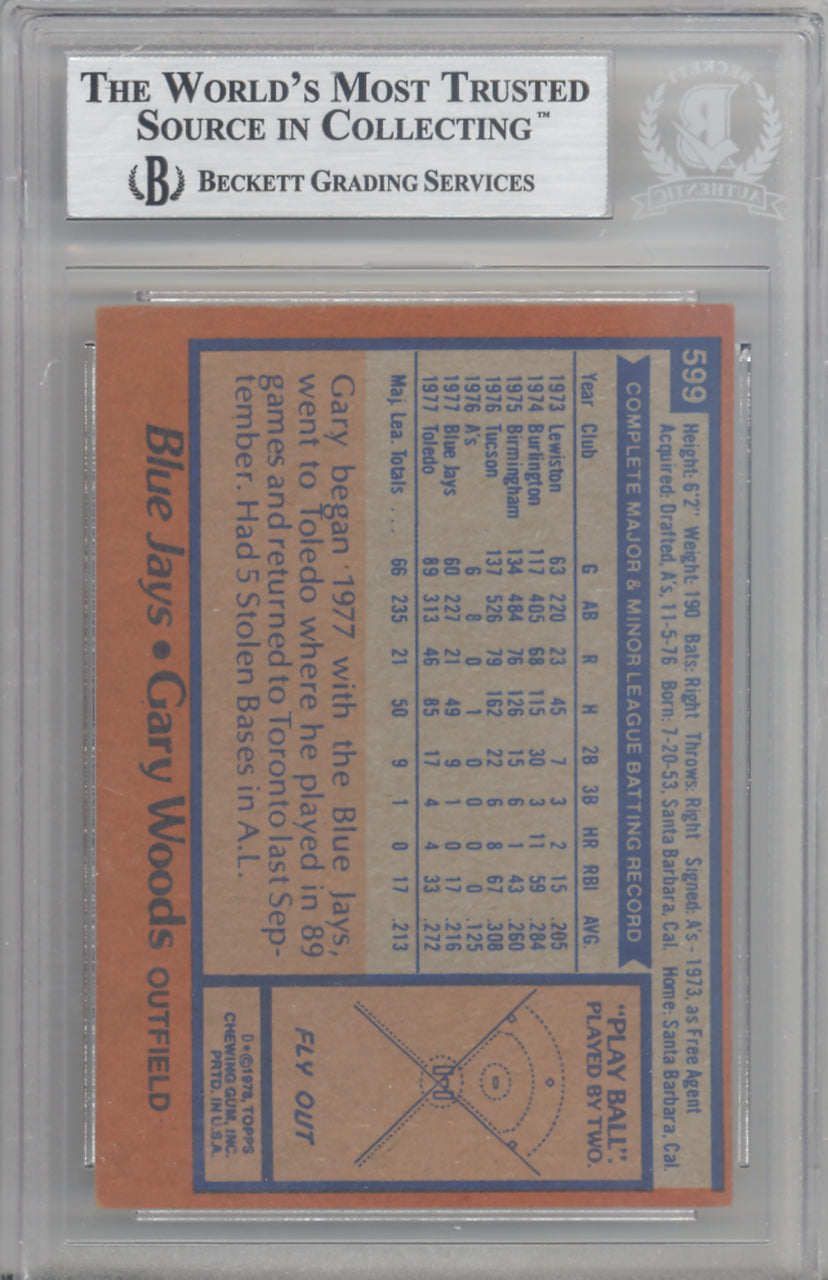 THE WORLD'S MOST TRUSTED
SOURCE IN COLLECTING™
B BECKETT GRADING SERVICES
BECKETT
B
AUTHENTIC
599
Height: 6'2" Weight: 190 Bats: Right Throws: Right Signed: A's - 1973, as Free Agent
Acquired: Drafted, A's, 11-5-76 Born: 7-20-53, Santa Barbara, Cal. Home: Santa Barbara, Cal.
COMPLETE MAJOR & MINOR LEAGUE BATTING RECORD
Year Club G AB R H 2B 3B HR RBI AVG.
1973 Lewiston 63 220 23 45 7 3 2 15 .205
1974 Burlington 117 405 68 115 30 3 11 59 .284
1975 Birmingham 134 484 76 126 15 6 1 43 .260
1976 Tucson 137 526 79 162 22 6 8 67 .308
1976 A's 6 8 0 1 0 0 0 0 .125
1977 Blue Jays 60 227 21 49 9 1 0 17 .216
1977 Toledo 89 313 46 85 17 4 4 33 .272
Maj. Lea. Totals ... 66 235 21 50 9 1 0 17 .213
Gary began 1977 with the Blue Jays,
went to Toledo where he played in 89
games and returned to Toronto last Sep-
tember. Had 5 Stolen Bases in A.L.
"PLAY BALL":
PLAYED BY TWO.
FLY OUT
D*©1978, TOPPS
CHEWING GUM, INC.
PRTD. IN U.S.A.
Blue Jays • Gary Woods OUTFIELD